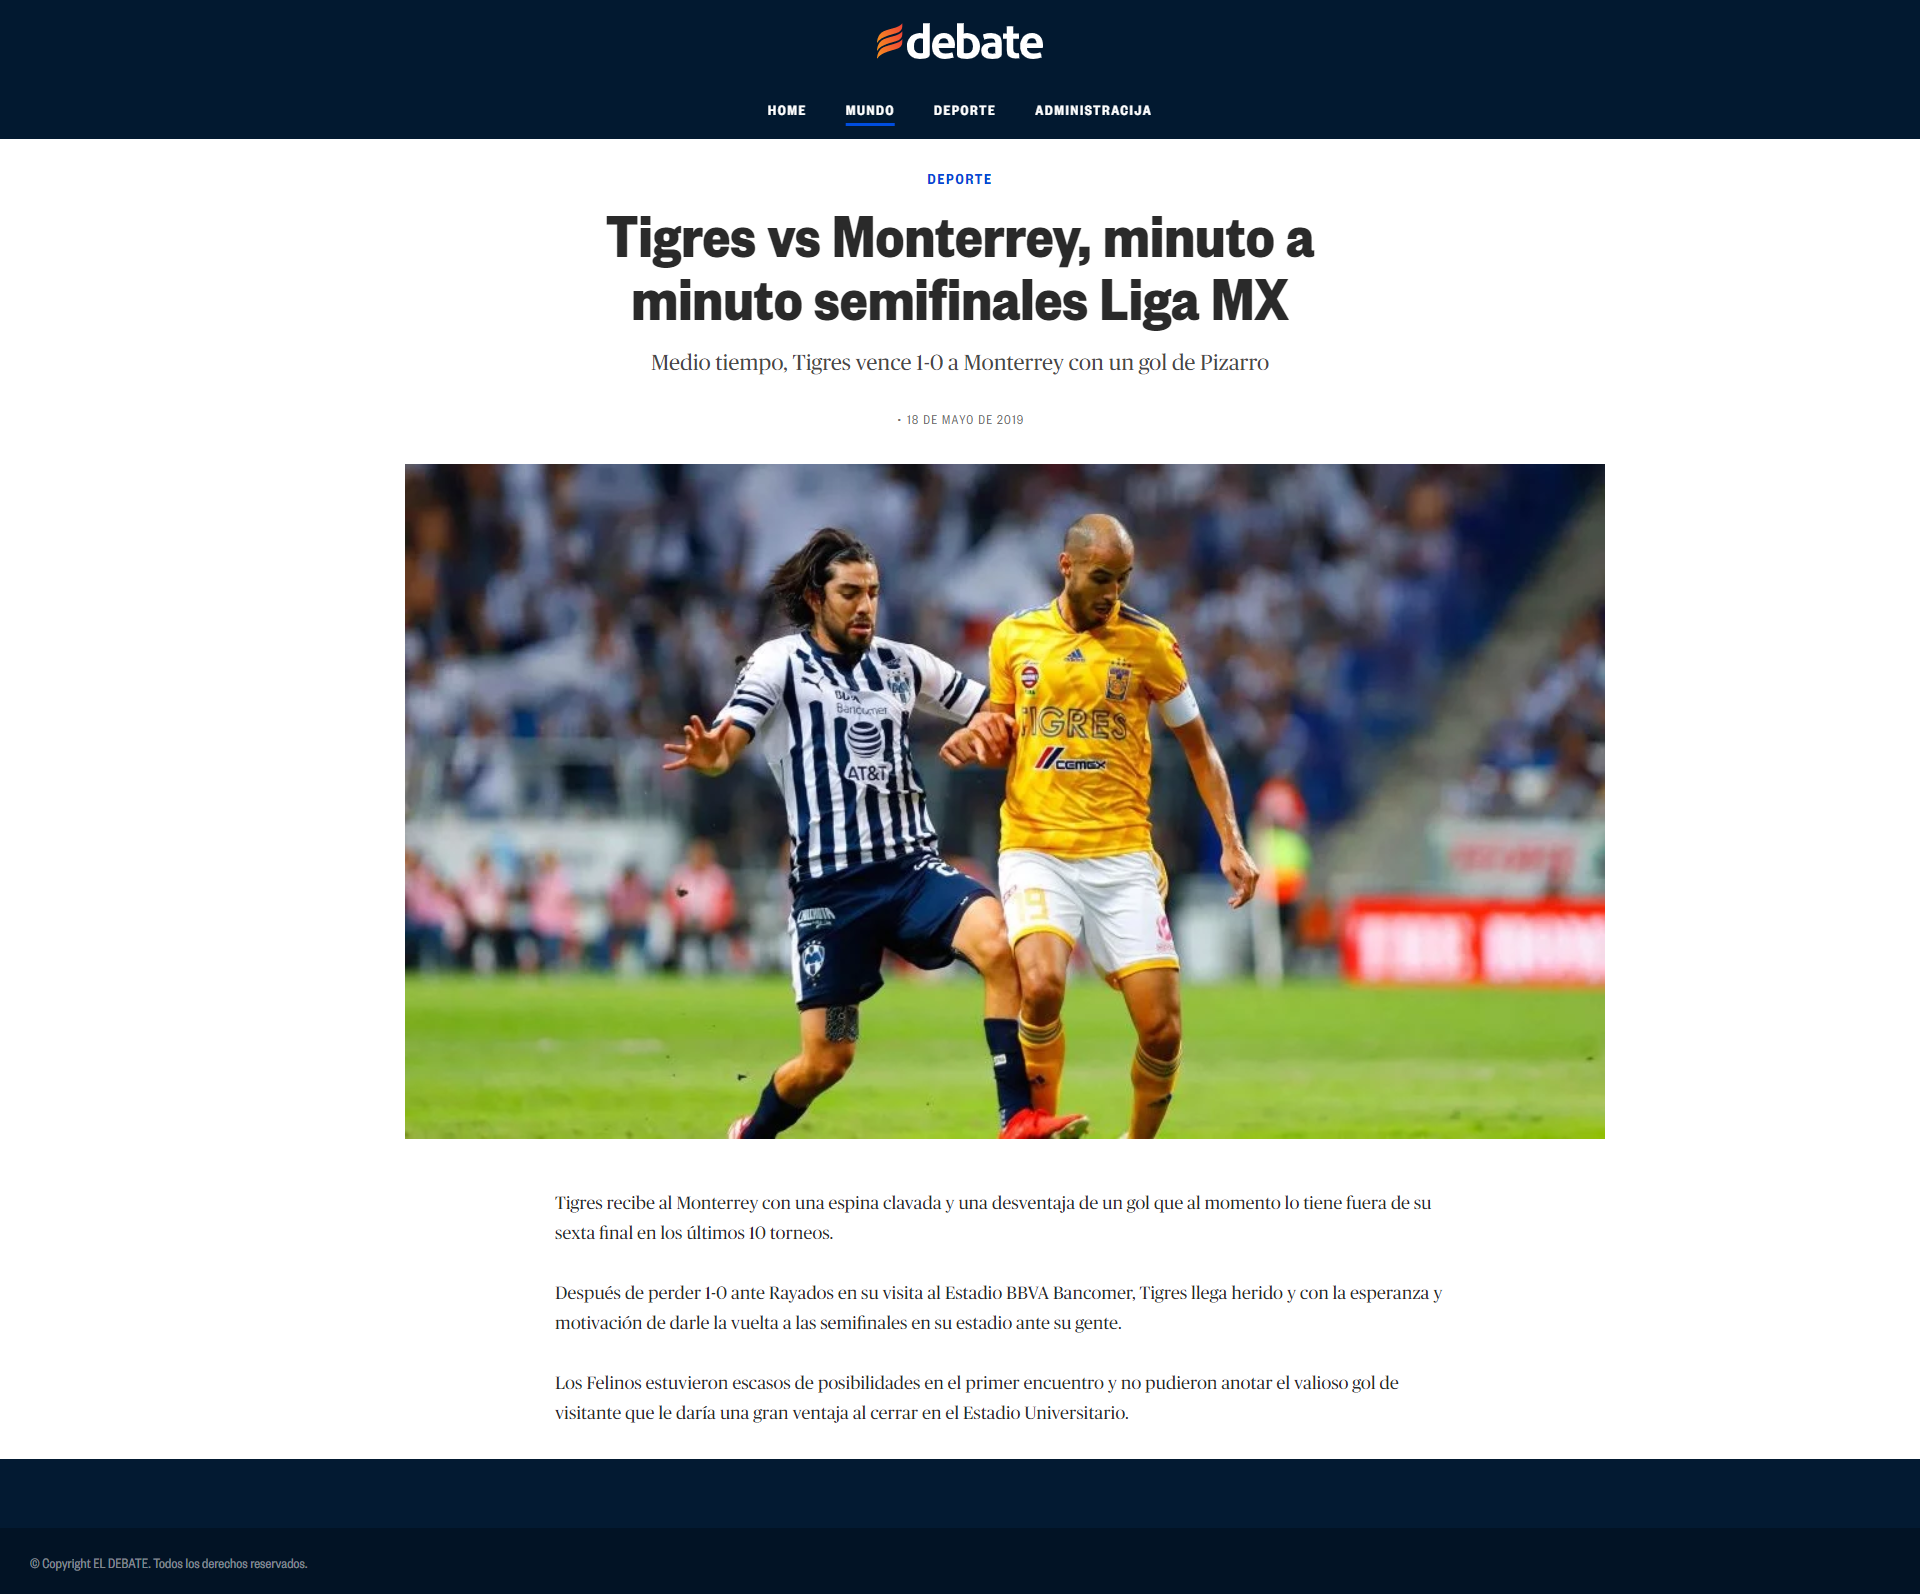 debate
HOME MUNDO DEPORTE ADMINISTRACIJA
DEPORTE
Tigres vs Monterrey, minuto a
minuto semifinales Liga MX
Medio tiempo, Tigres vence 1-0 a Monterrey con un gol de Pizarro
• 18 DE MAYO DE 2019
BBVA
Bancomer
AT&T
TIGRES
CEMEX
19
Tigres recibe al Monterrey con una espina clavada y una desventaja de un gol que al momento lo tiene fuera de su
sexta final en los últimos 10 torneos.
Después de perder 1-0 ante Rayados en su visita al Estadio BBVA Bancomer, Tigres llega herido y con la esperanza y
motivación de darle la vuelta a las semifinales en su estadio ante su gente.
Los Felinos estuvieron escasos de posibilidades en el primer encuentro y no pudieron anotar el valioso gol de
visitante que le daría una gran ventaja al cerrar en el Estadio Universitario.
© Copyright EL DEBATE. Todos los derechos reservados.